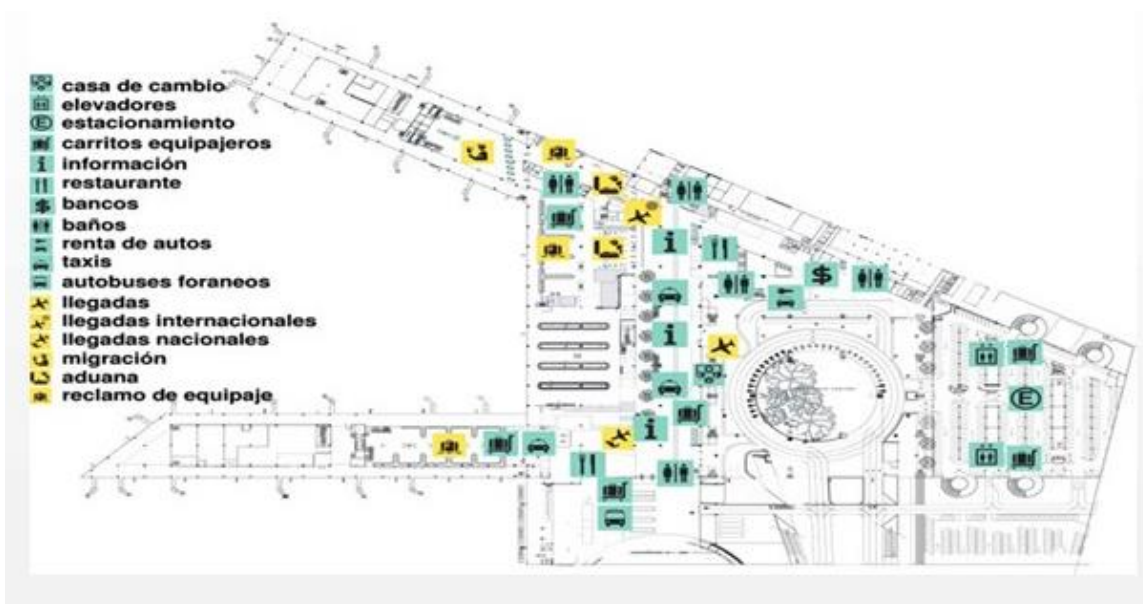 casa de cambio
elevadores
estacionamiento
carritos equipajeros
información
restaurante
bancos
baños
renta de autos
taxis
autobuses foraneos
llegadas
llegadas internacionales
llegadas nacionales
migración
aduana
reclamo de equipaje